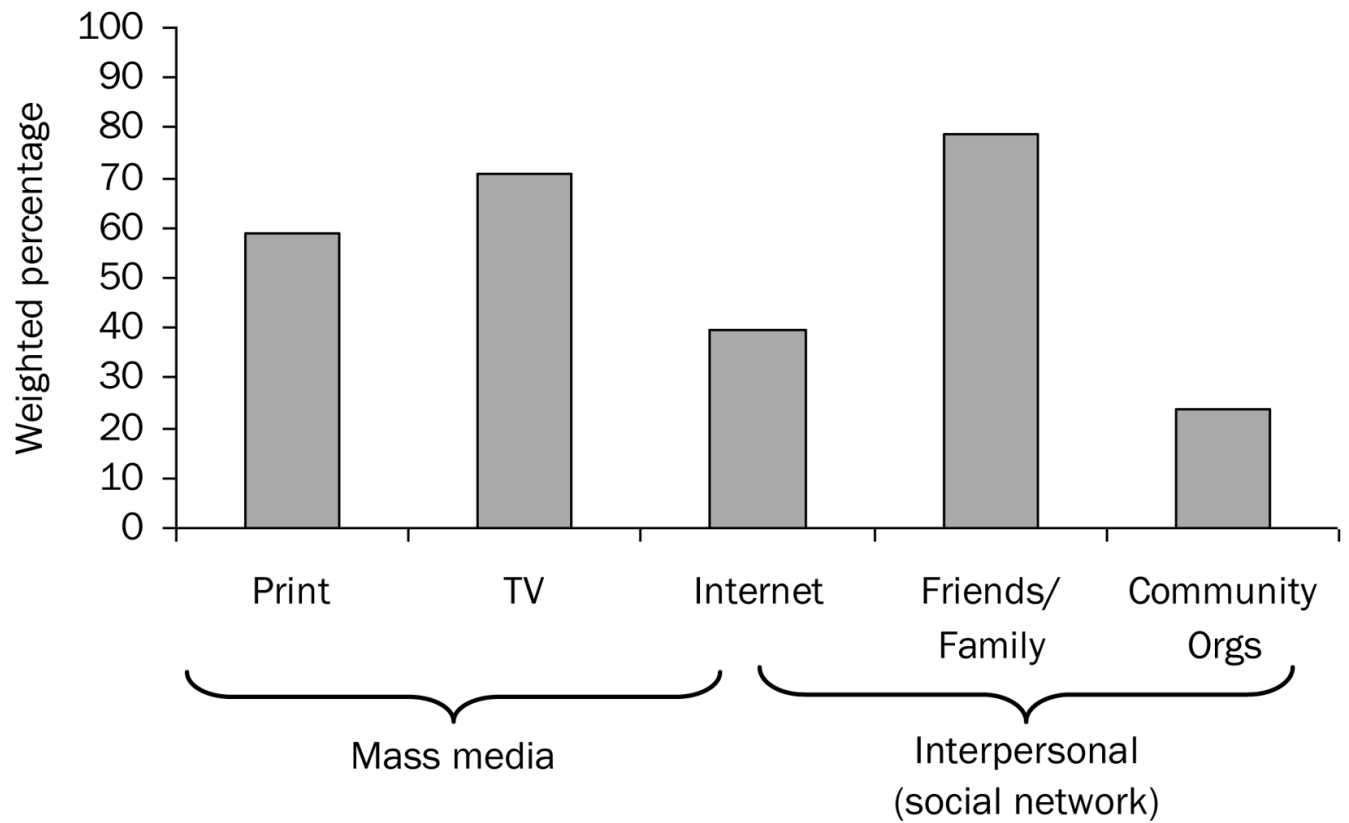 Weighted percentage
100
90
80
70
60
50
40
30
20
10
0
Print
TV
Internet
Friends/
Family
Community
Orgs
Mass media
Interpersonal
(social network)